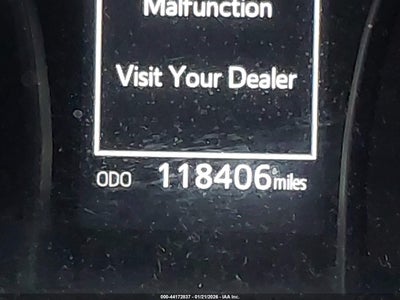 Malfunction
Visit Your Dealer
ODO 118406 miles
000-44172837 - 01/21/2026 - IAA Inc.